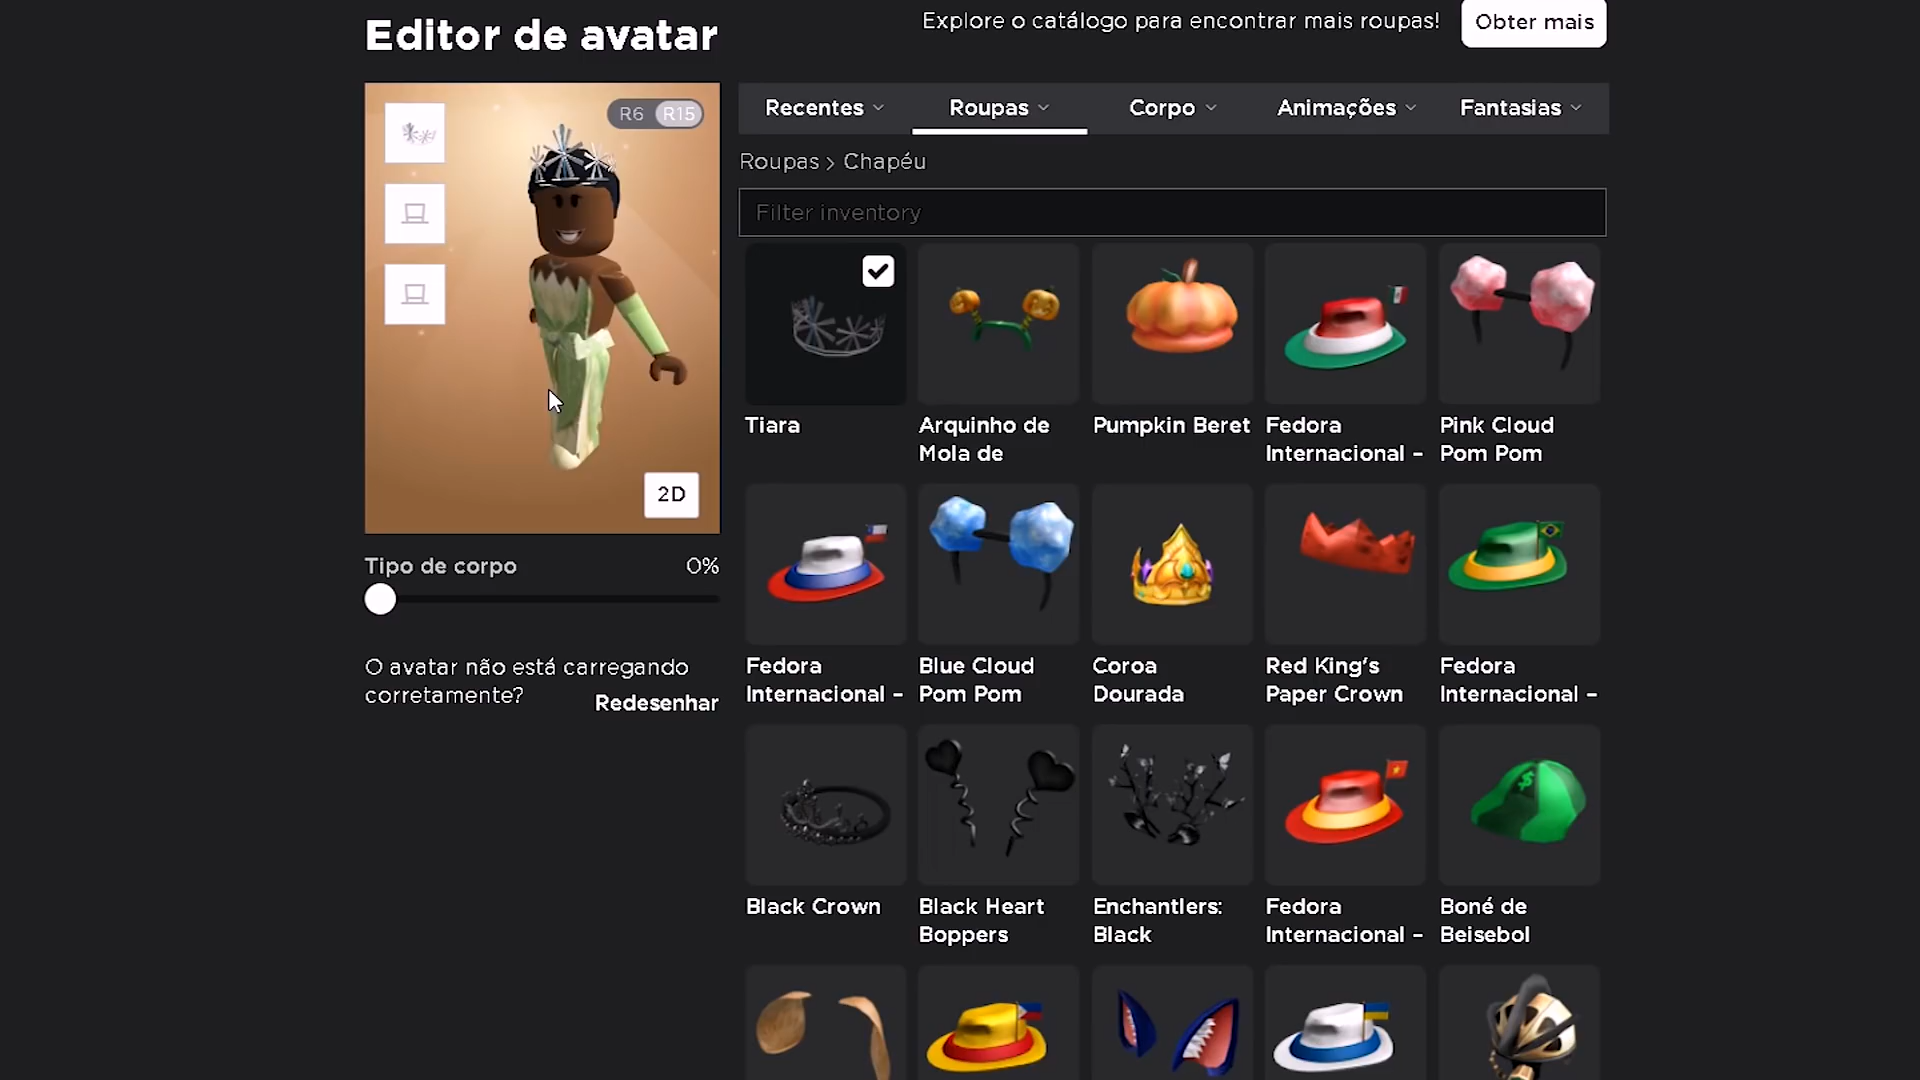 Editor de avatar
Explore o catálogo para encontrar mais roupas!
Obter mais
R6
R15
2D
Tipo de corpo
0%
O avatar não está carregando
corretamente?
Redesenhar
Recentes
Roupas
Corpo
Animações
Fantasias
Roupas > Chapéu
Filter inventory
Tiara
Arquinho de
Mola de
Pumpkin Beret
Fedora
Internacional -
Pink Cloud
Pom Pom
Fedora
Internacional -
Blue Cloud
Pom Pom
Coroa
Dourada
Red King's
Paper Crown
Fedora
Internacional -
Black Crown
Black Heart
Boppers
Enchantlers:
Black
Fedora
Internacional -
Boné de
Beisebol